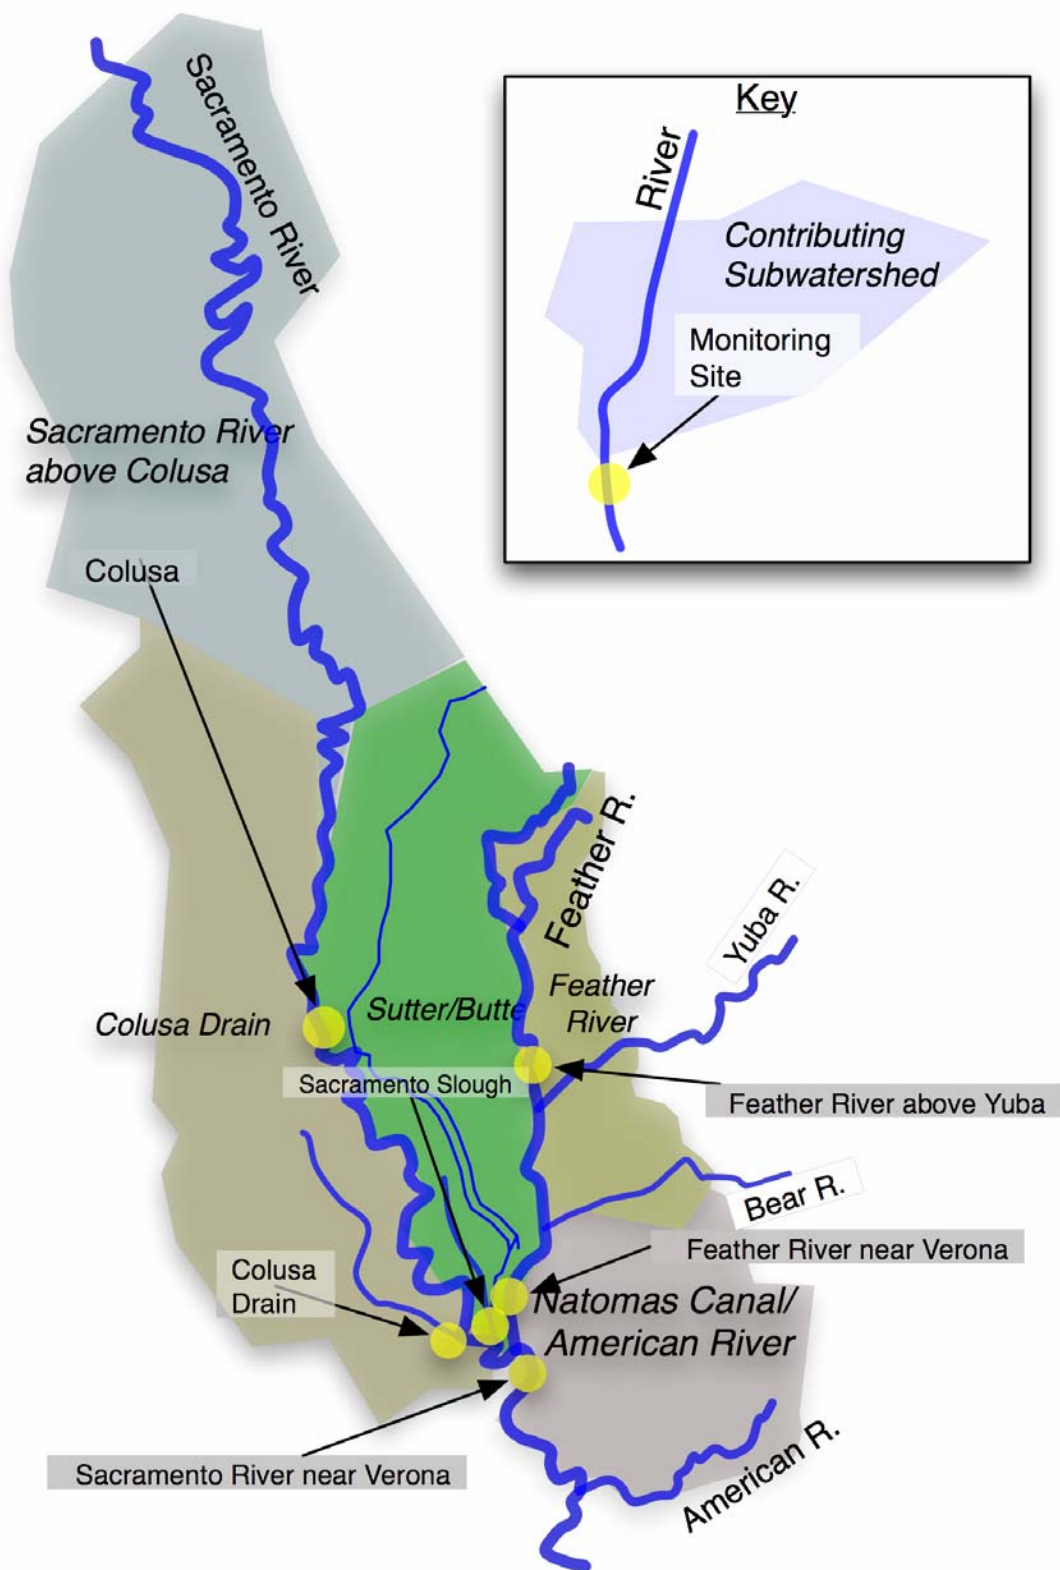 Sacramento River
Key
River
Contributing
Subwatershed
Monitoring
Site
Sacramento River
above Colusa
Colusa
Feather R.
Yuba R.
Feather
River
Colusa Drain
Sutter/Butte
Sacramento Slough
Feather River above Yuba
Bear R.
Feather River near Verona
Colusa
Drain
Natomas Canal/
American River
American R.
Sacramento River near Verona